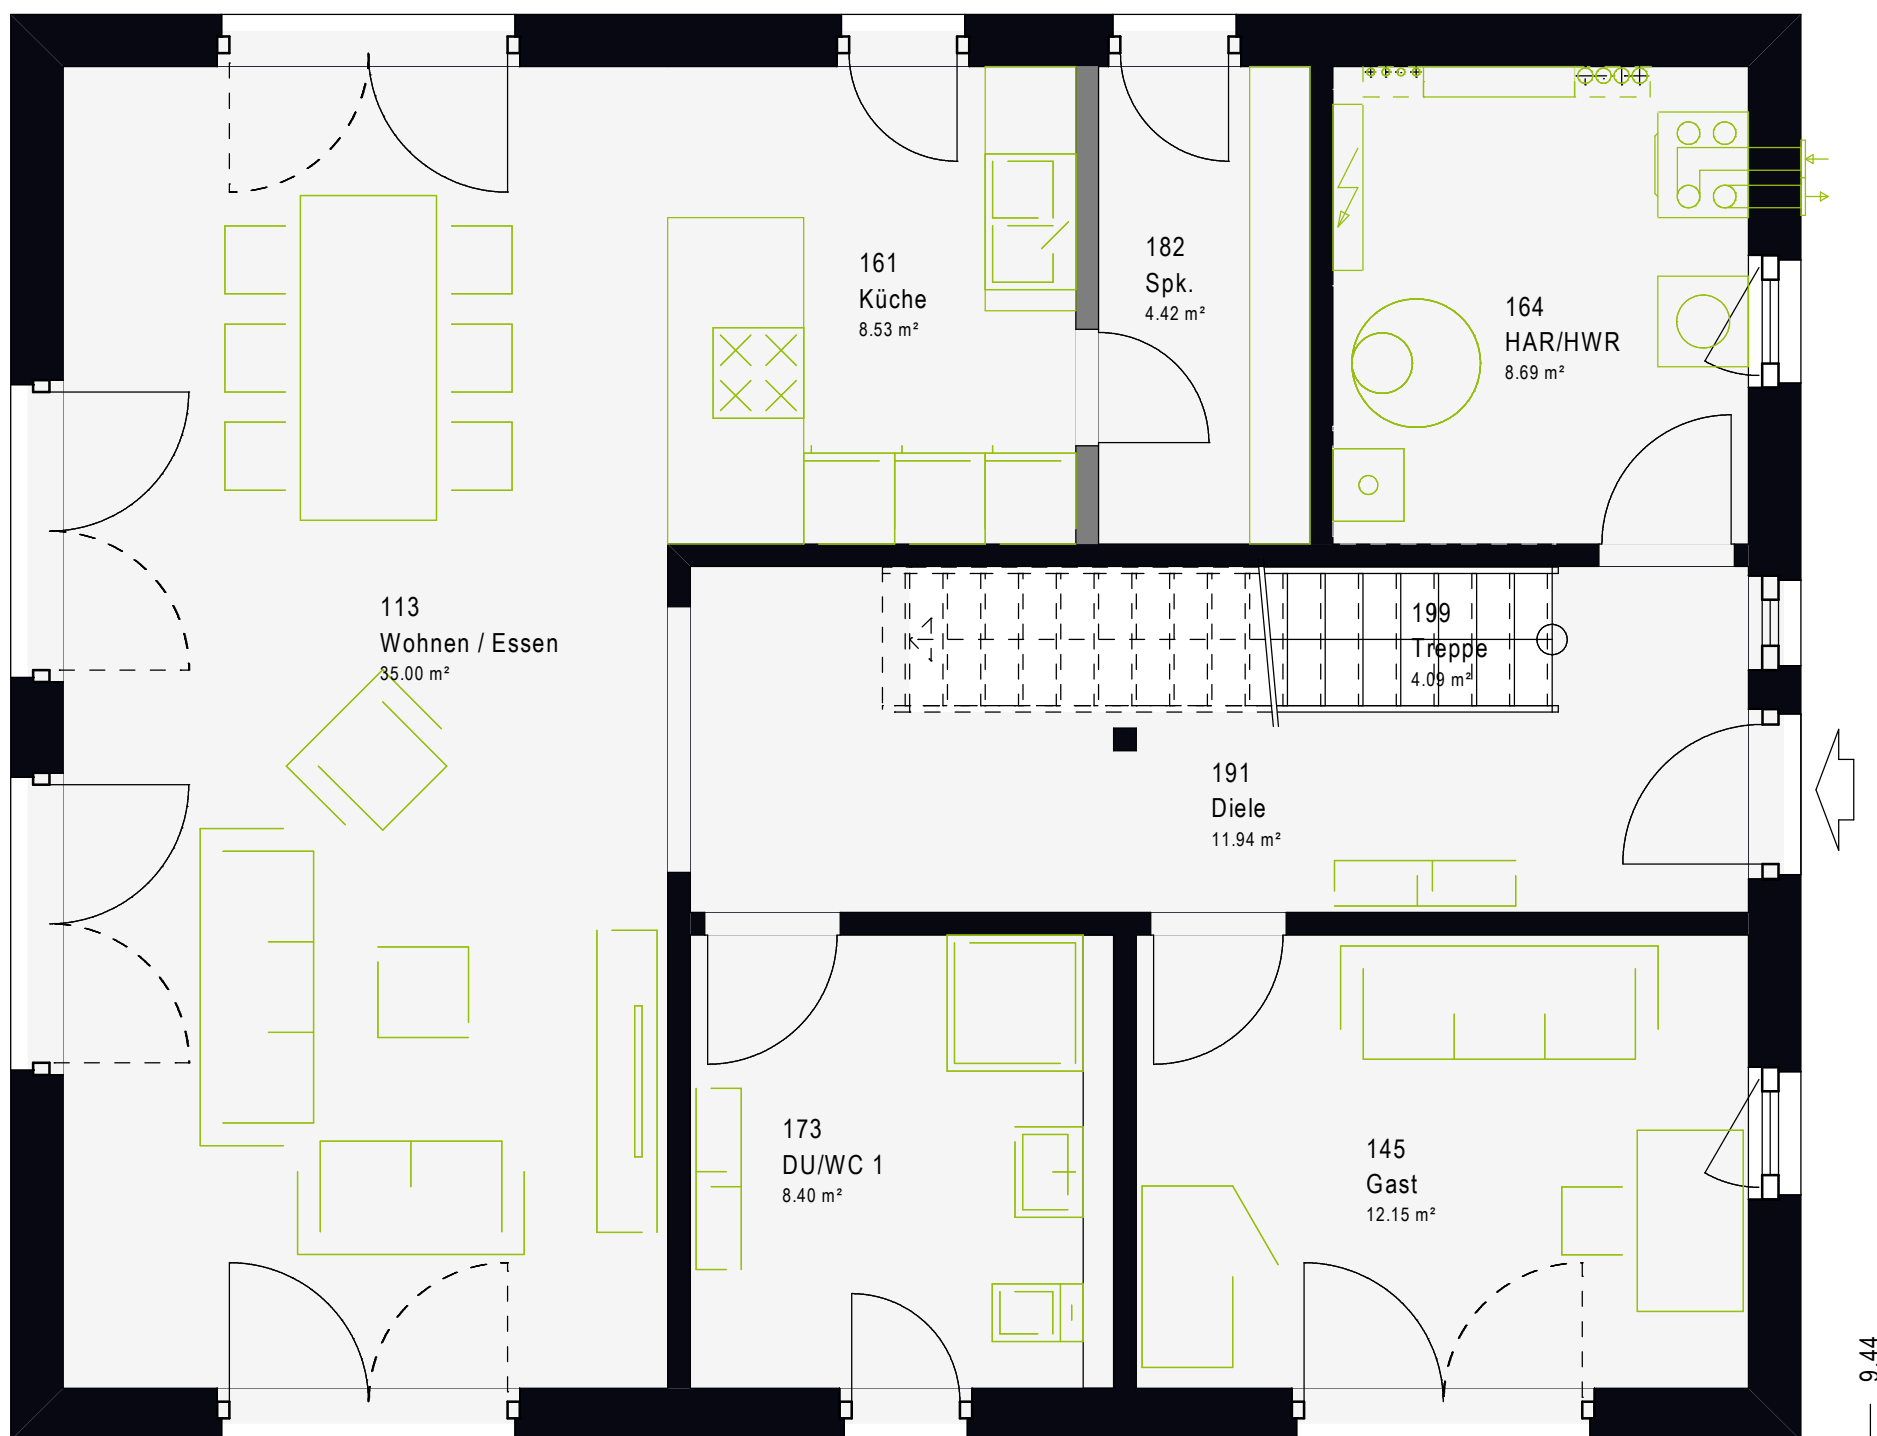 161
Küche
8.53 m²
182
Spk.
4.42 m²
164
HAR/HWR
8.69 m²
113
Wohnen / Essen
35.00 m²
199
Treppe
4.09 m²
191
Diele
11.94 m²
173
DU/WC 1
8.40 m²
145
Gast
12.15 m²
9.44